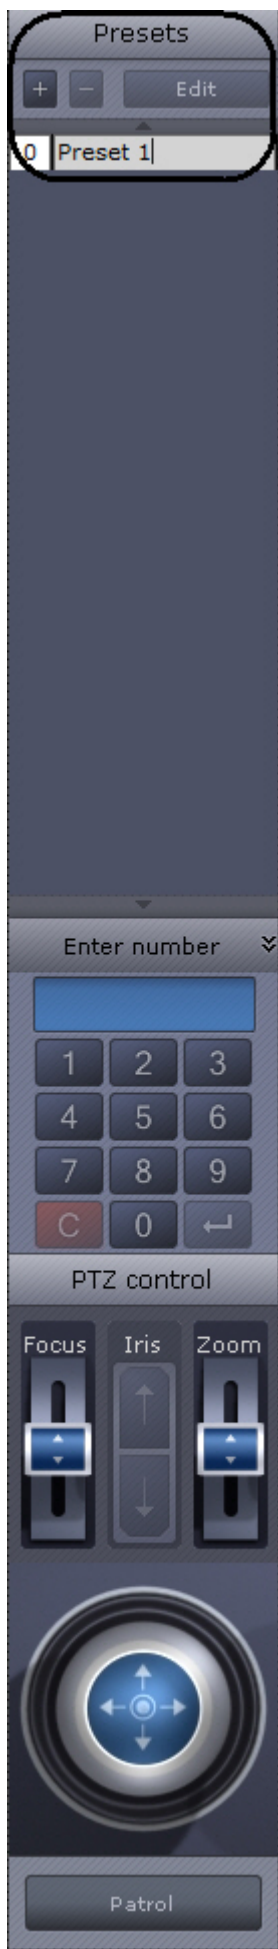 Presets
+ − Edit
0 Preset 1
Enter number
1 2 3
4 5 6
7 8 9
C 0 ↵
PTZ control
Focus Iris Zoom
Patrol